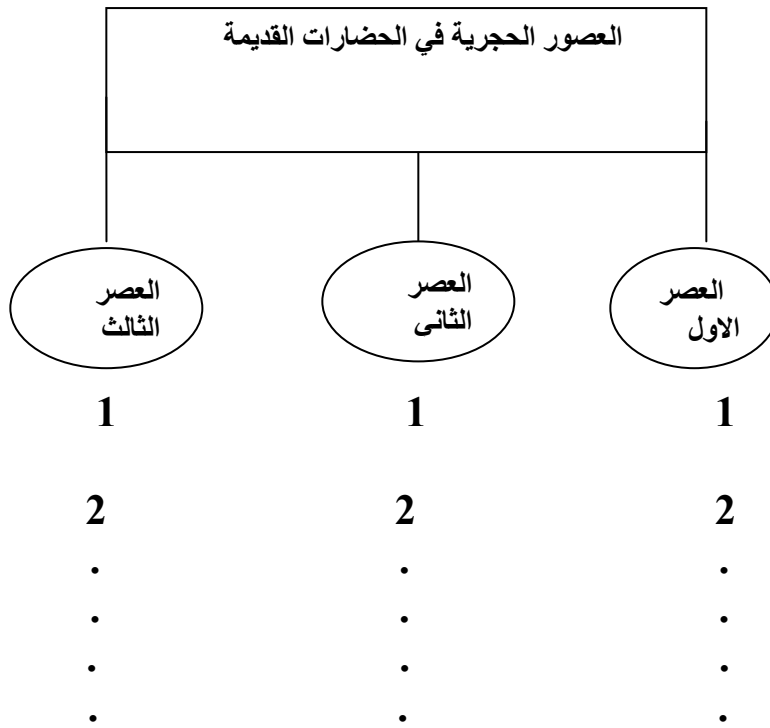 العصور الحجرية في الحضارات القديمة
العصر
الاول
العصر
الثانى
العصر
الثالث
1 1 1
2 2 2
. . .
. . .
. . .
. . .